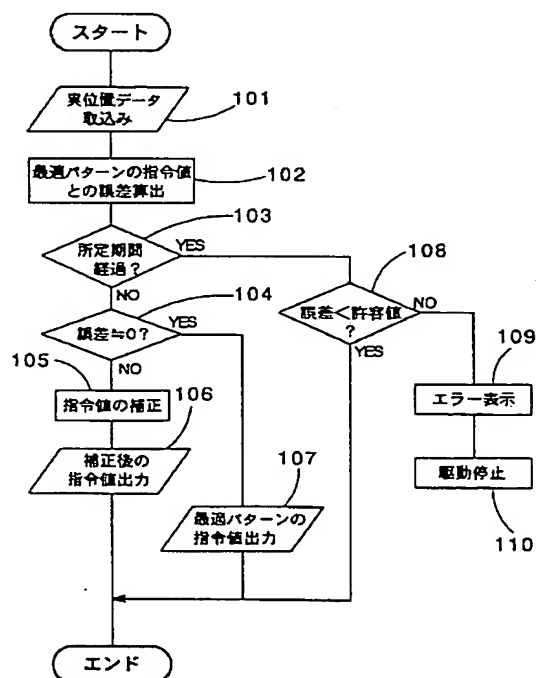 スタート
実位置データ
取込み
101
最適パターンの指令値
との誤差算出
102
103
所定期間
経過?
YES
NO
108
誤差<許容値
?
NO
YES
104
誤差≒0?
YES
NO
109
エラー表示
105
指令値の補正
106
補正後の
指令値出力
駆動停止
110
107
最適パターンの
指令値出力
エンド